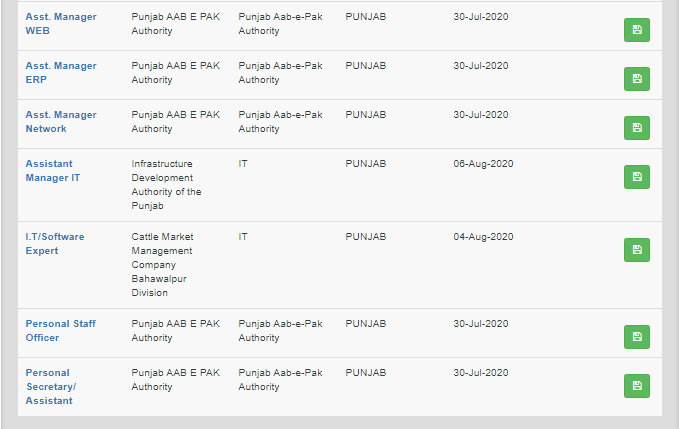 Asst. Manager Punjab AAB E PAK Punjab Aab-e-Pak PUNJAB 30-Jul-2020
WEB Authority Authority
Asst. Manager Punjab AAB E PAK Punjab Aab-e-Pak PUNJAB 30-Jul-2020
ERP Authority Authority
Asst. Manager Punjab AAB E PAK Punjab Aab-e-Pak PUNJAB 30-Jul-2020
Network Authority Authority
Assistant Infrastructure IT PUNJAB 06-Aug-2020
Manager IT Development
Authority of the
Punjab
I.T/Software Cattle Market IT PUNJAB 04-Aug-2020
Expert Management
Company
Bahawalpur
Division
Personal Staff Punjab AAB E PAK Punjab Aab-e-Pak PUNJAB 30-Jul-2020
Officer Authority Authority
Personal Punjab AAB E PAK Punjab Aab-e-Pak PUNJAB 30-Jul-2020
Secretary/ Authority Authority
Assistant